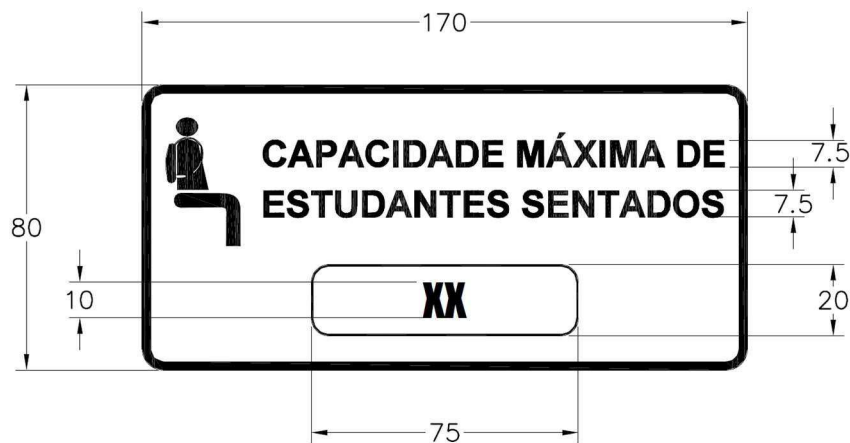 170
CAPACIDADE MÁXIMA DE
7.5
ESTUDANTES SENTADOS
7.5
80
10
XX
20
75